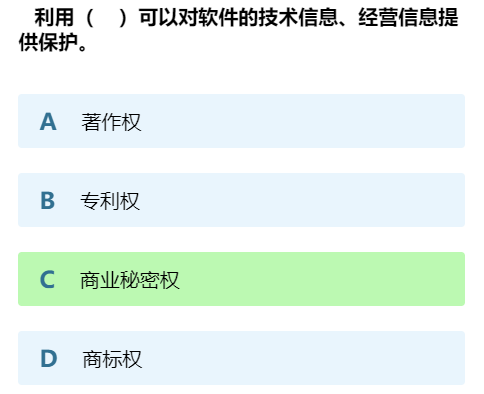 利用（　）可以对软件的技术信息、经营信息提
供保护。
A 著作权
B 专利权
C 商业秘密权
D 商标权